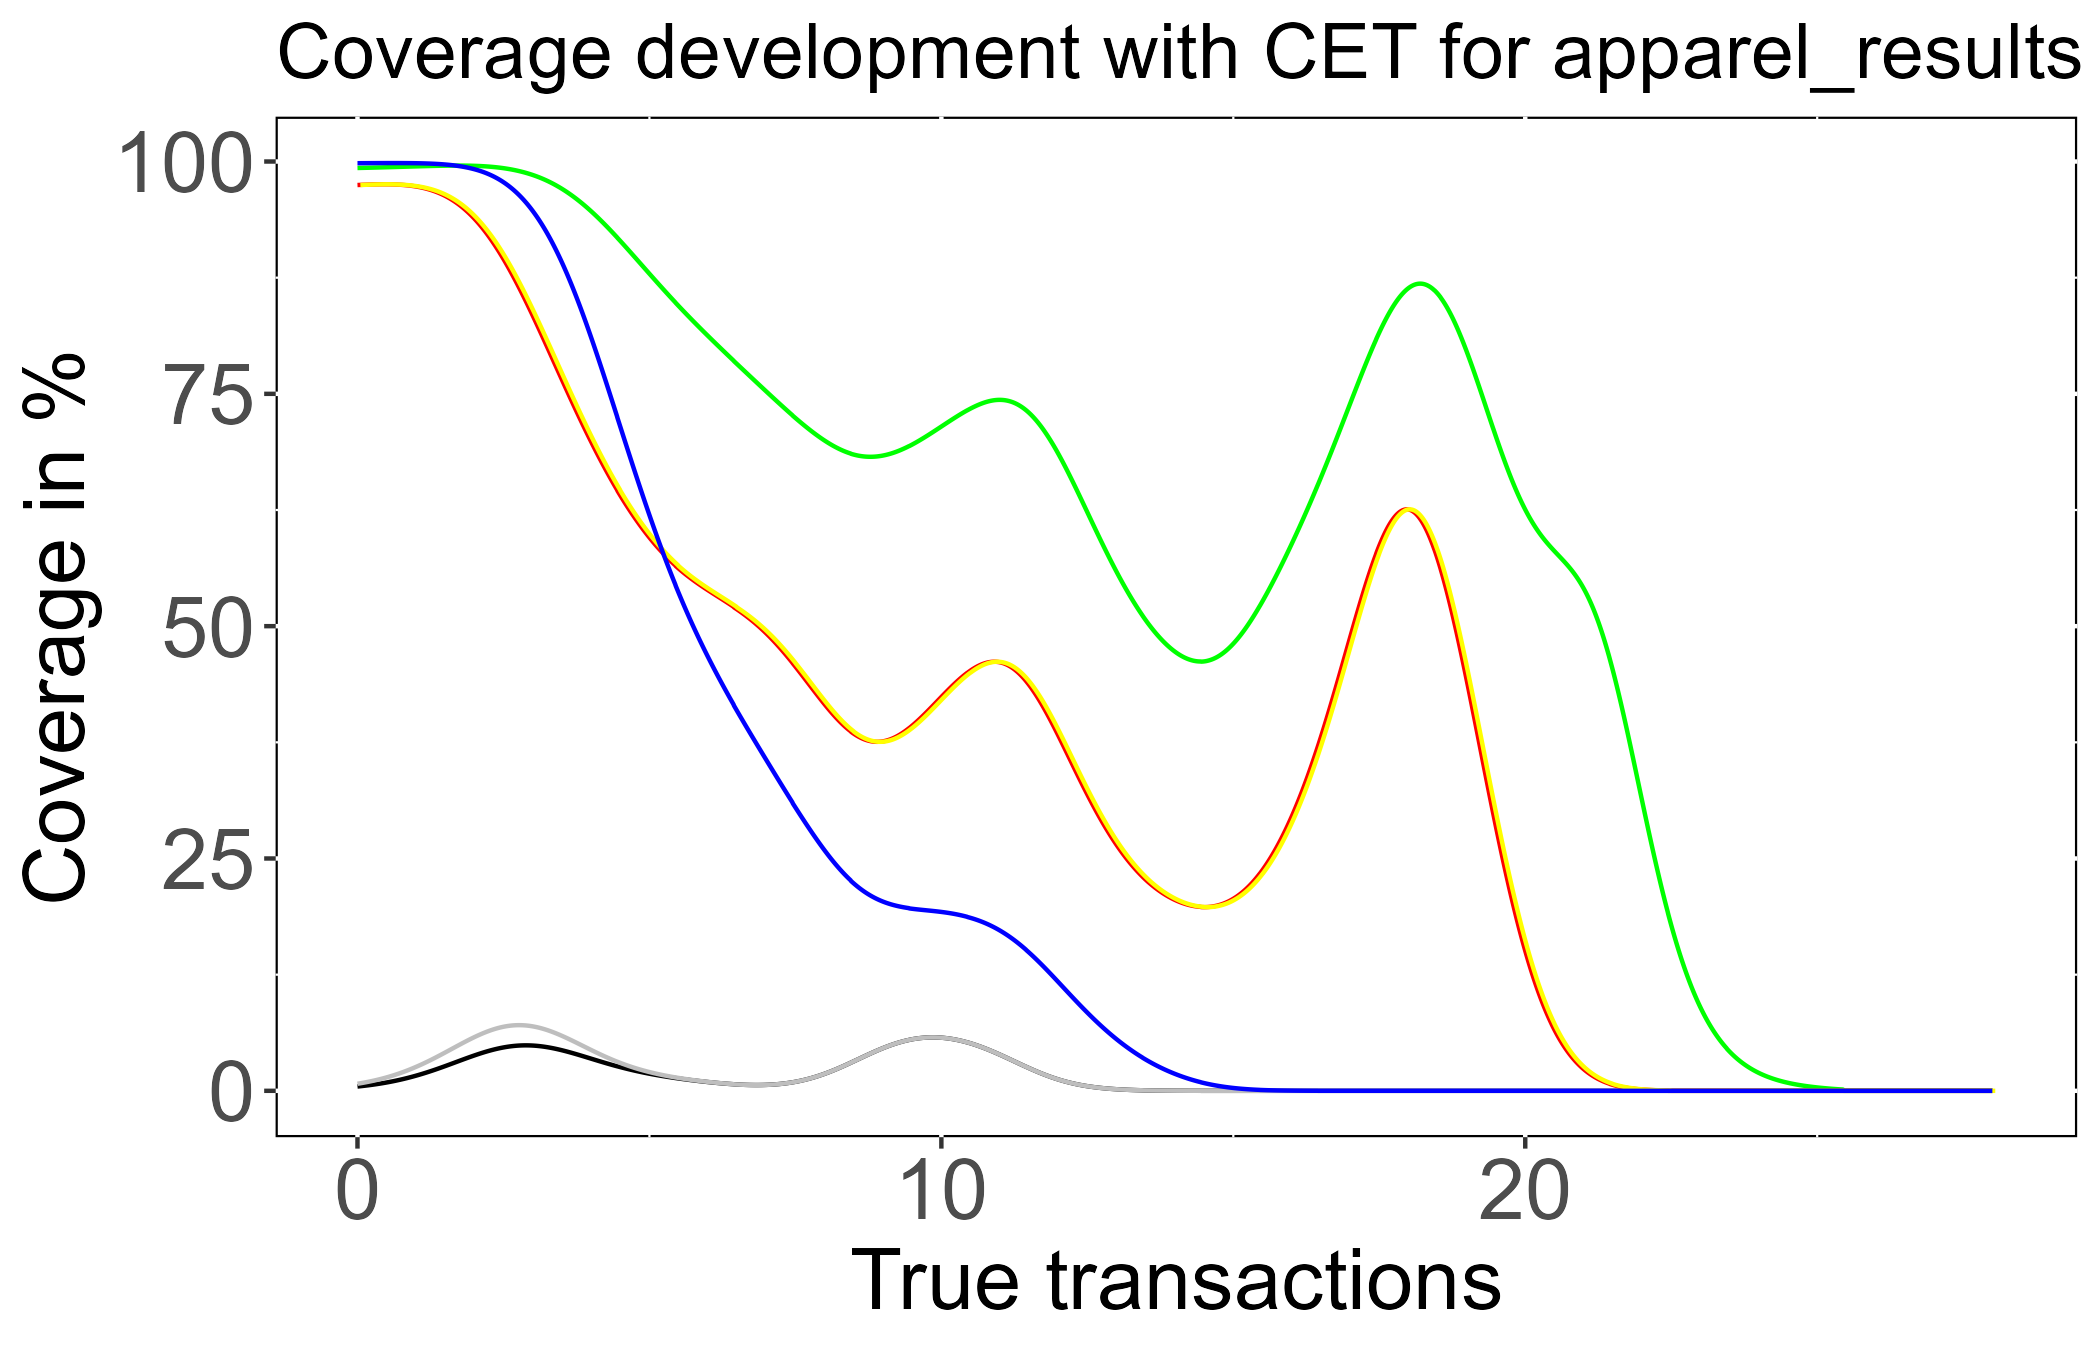 Coverage development with CET for apparel_results
Coverage in %
100
75
50
25
0
0 10 20
True transactions